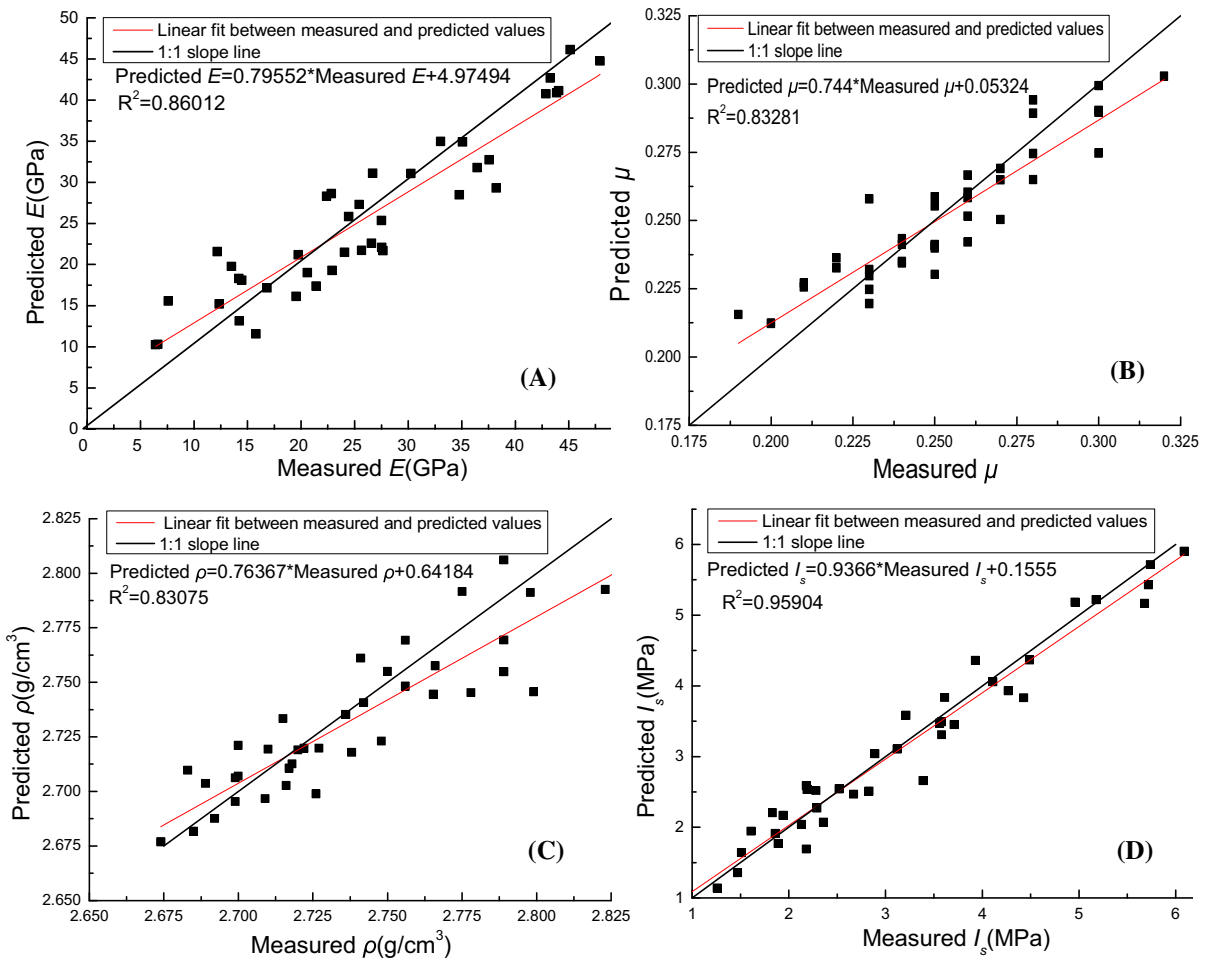 Linear fit between measured and predicted values
1:1 slope line
Predicted E=0.79552*Measured E+4.97494
R²=0.86012
50
45
40
35
30
25
20
15
10
5
0
Predicted E(GPa)
(A)
0 5 10 15 20 25 30 35 40 45
Measured E(GPa)
0.325
0.300
0.275
0.250
0.225
0.200
0.175
Linear fit between measured and predicted values
1:1 slope line
Predicted μ=0.744*Measured μ+0.05324
R²=0.83281
Predicted μ
(B)
0.175 0.200 0.225 0.250 0.275 0.300 0.325
Measured μ
2.825
2.800
2.775
2.750
2.725
2.700
2.675
2.650
Linear fit between measured and predicted values
1:1 slope line
Predicted ρ=0.76367*Measured ρ+0.64184
R²=0.83075
Predicted ρ(g/cm³)
(C)
2.650 2.675 2.700 2.725 2.750 2.775 2.800 2.825
Measured ρ(g/cm³)
Linear fit between measured and predicted values
1:1 slope line
Predicted Iₛ=0.9366*Measured Iₛ+0.1555
R²=0.95904
6
5
4
3
2
1
Predicted Iₛ(MPa)
(D)
1 2 3 4 5 6
Measured Iₛ(MPa)